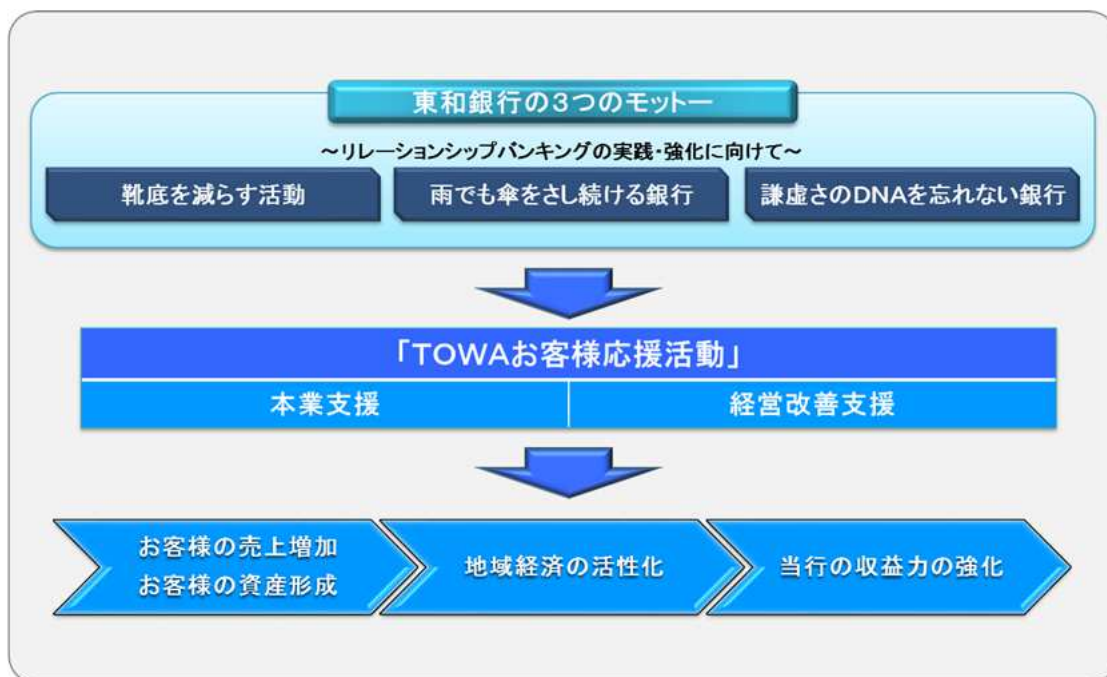 東和銀行の3つのモットー
～リレーションシップバンキングの実践・強化に向けて～
靴底を減らす活動
雨でも傘をさし続ける銀行
謙虚さのDNAを忘れない銀行
「TOWAお客様応援活動」
本業支援
経営改善支援
お客様の売上増加
お客様の資産形成
地域経済の活性化
当行の収益力の強化